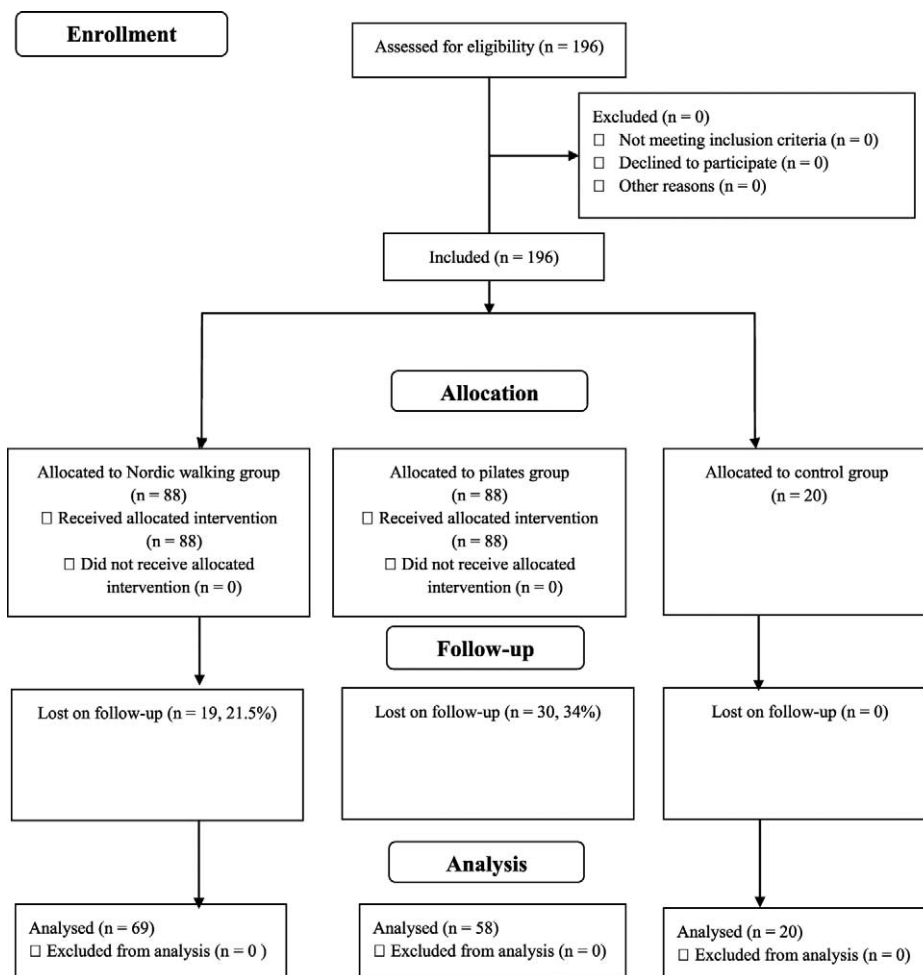 Enrollment
Assessed for eligibility (n = 196)
Excluded (n = 0)
☐ Not meeting inclusion criteria (n = 0)
☐ Declined to participate (n = 0)
☐ Other reasons (n = 0)
Included (n = 196)
Allocation
Allocated to Nordic walking group
(n = 88)
☐ Received allocated intervention
(n = 88)
☐ Did not receive allocated
intervention (n = 0)
Allocated to pilates group
(n = 88)
☐ Received allocated intervention
(n = 88)
☐ Did not receive allocated
intervention (n = 0)
Allocated to control group
(n = 20)
Follow-up
Lost on follow-up (n = 19, 21.5%)
Lost on follow-up (n = 30, 34%)
Lost on follow-up (n = 0)
Analysis
Analysed (n = 69)
☐ Excluded from analysis (n = 0 )
Analysed (n = 58)
☐ Excluded from analysis (n = 0)
Analysed (n = 20)
☐ Excluded from analysis (n = 0)